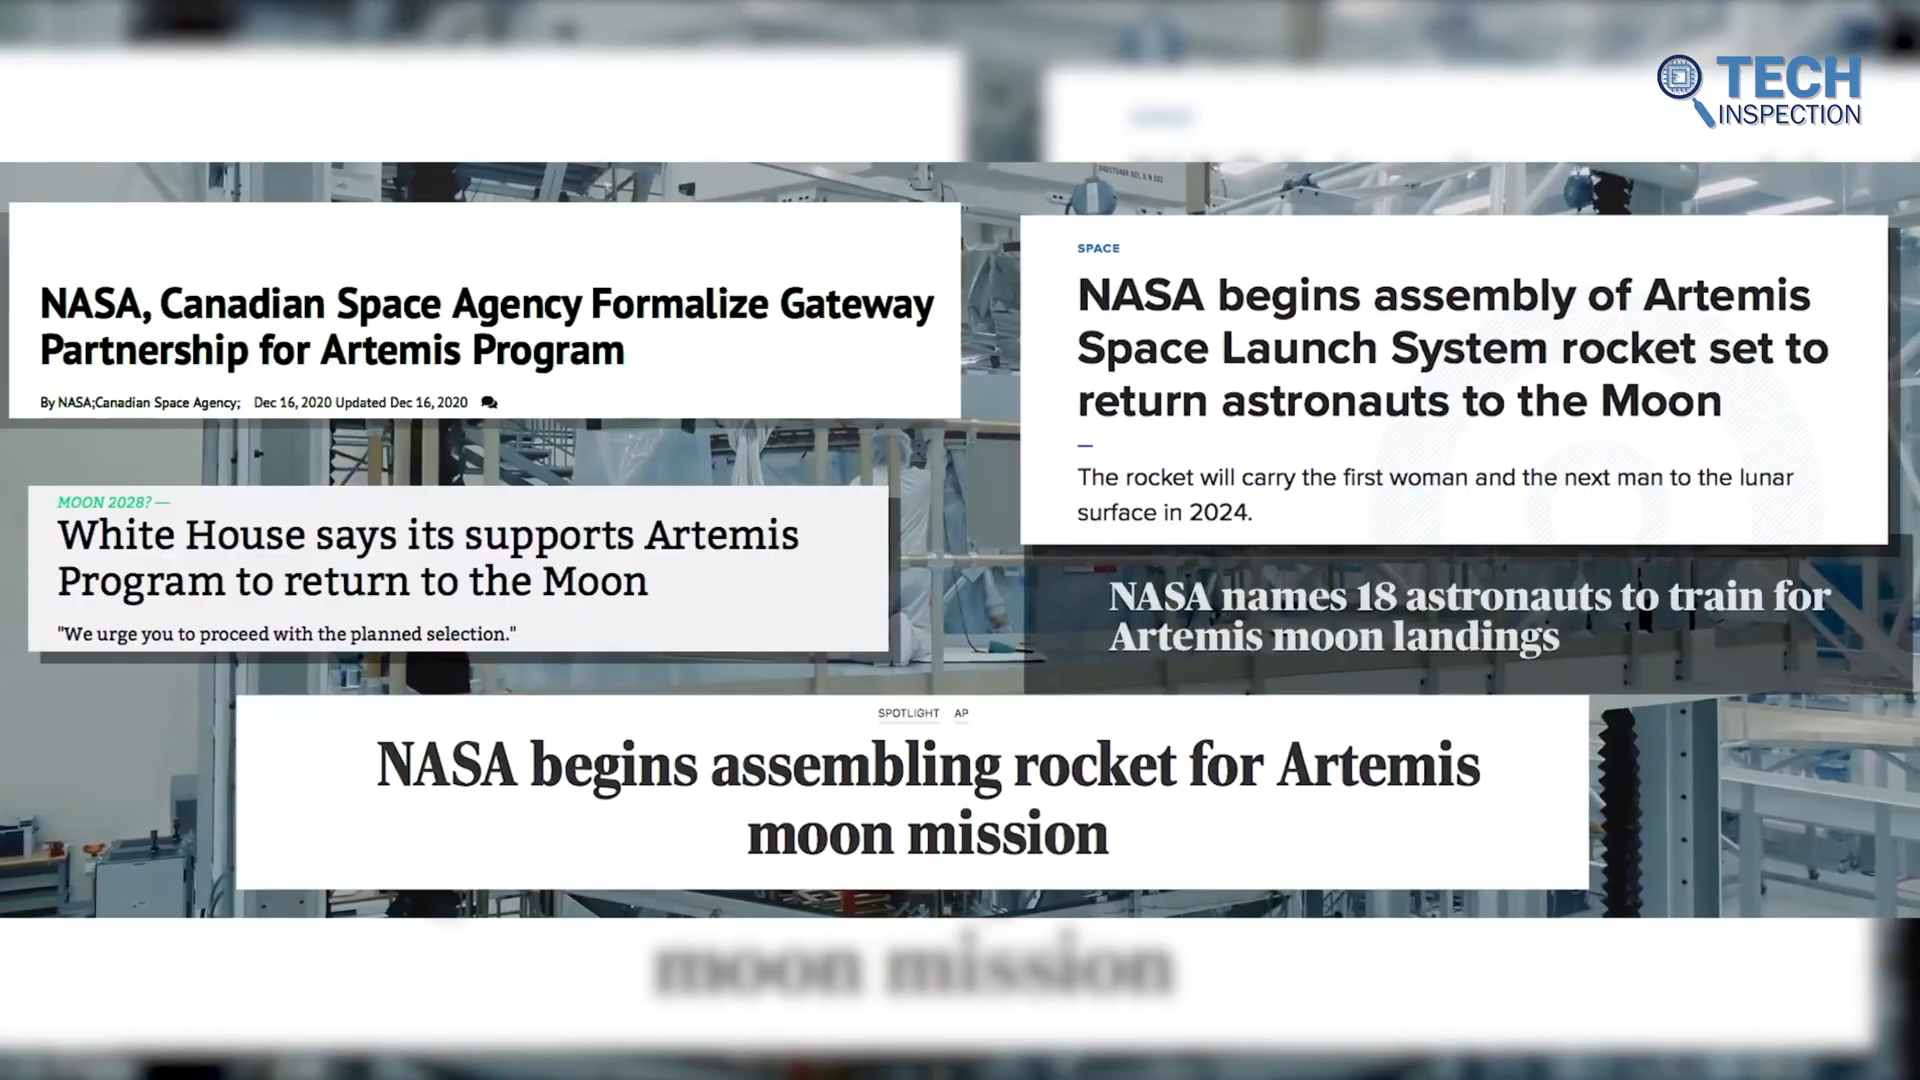 TECH
INSPECTION
NASA, Canadian Space Agency Formalize Gateway
Partnership for Artemis Program
By NASA;Canadian Space Agency; Dec 16, 2020 Updated Dec 16, 2020
SPACE
NASA begins assembly of Artemis
Space Launch System rocket set to
return astronauts to the Moon
The rocket will carry the first woman and the next man to the lunar
surface in 2024.
MOON 2028? —
White House says its supports Artemis
Program to return to the Moon
"We urge you to proceed with the planned selection."
NASA names 18 astronauts to train for
Artemis moon landings
SPOTLIGHT AP
NASA begins assembling rocket for Artemis
moon mission
moon mission